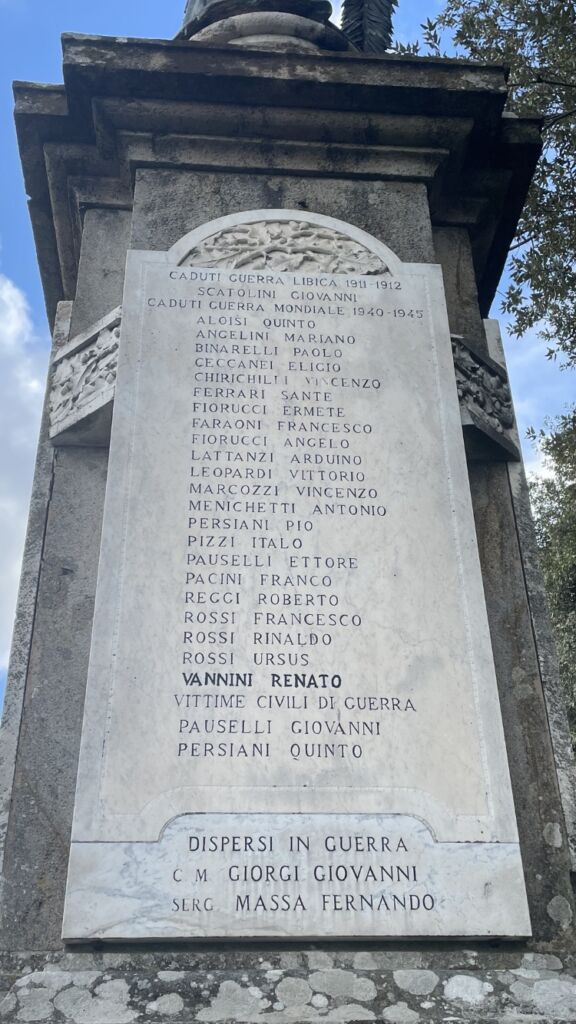 CADUTI GUERRA LIBICA 1911-1912
SCATOLINI GIOVANNI
CADUTI GUERRA MONDIALE 1940-1945
ALOISI QUINTO
ANGELINI MARIANO
BINARELLI PAOLO
CECCANEI ELIGIO
CHIRICHILLI VINCENZO
FERRARI SANTE
FIORUCCI ERMETE
FARAONI FRANCESCO
FIORUCCI ANGELO
LATTANZI ARDUINO
LEOPARDI VITTORIO
MARCOZZI VINCENZO
MENICHETTI ANTONIO
PERSIANI PIO
PIZZI ITALO
PAUSELLI ETTORE
PACINI FRANCO
REGGI ROBERTO
ROSSI FRANCESCO
ROSSI RINALDO
ROSSI URSUS
VANNINI RENATO
VITTIME CIVILI DI GUERRA
PAUSELLI GIOVANNI
PERSIANI QUINTO
DISPERSI IN GUERRA
C M GIORGI GIOVANNI
SERG MASSA FERNANDO